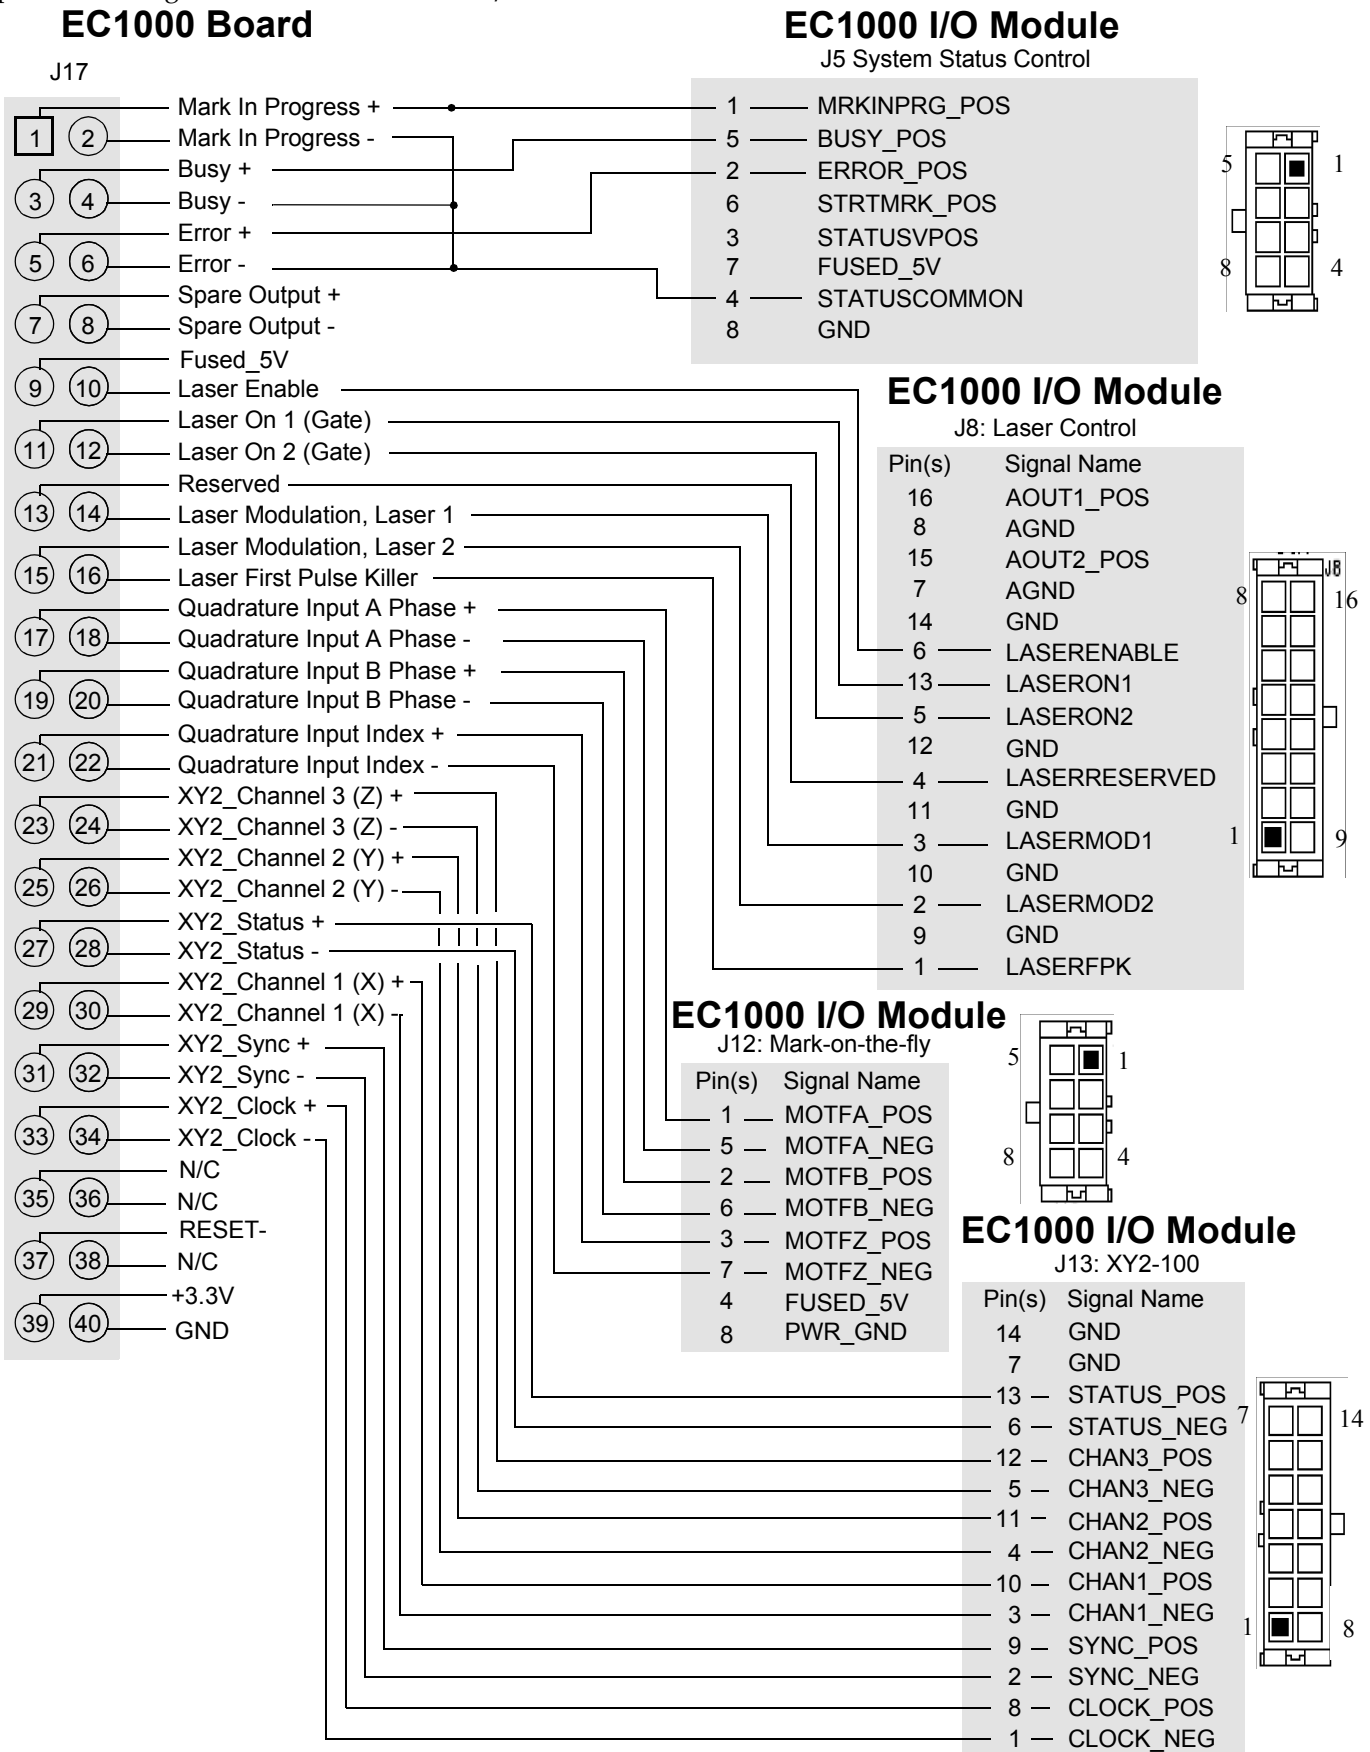 EC1000 Board
J17
1 2 Mark In Progress +
Mark In Progress -
3 4 Busy +
Busy -
5 6 Error +
Error -
7 8 Spare Output +
Spare Output -
9 10 Fused_5V
Laser Enable
11 12 Laser On 1 (Gate)
Laser On 2 (Gate)
13 14 Reserved
Laser Modulation, Laser 1
15 16 Laser Modulation, Laser 2
Laser First Pulse Killer
17 18 Quadrature Input A Phase +
Quadrature Input A Phase -
19 20 Quadrature Input B Phase +
Quadrature Input B Phase -
21 22 Quadrature Input Index +
Quadrature Input Index -
23 24 XY2_Channel 3 (Z) +
XY2_Channel 3 (Z) -
25 26 XY2_Channel 2 (Y) +
XY2_Channel 2 (Y) -
27 28 XY2_Status +
XY2_Status -
29 30 XY2_Channel 1 (X) +
XY2_Channel 1 (X) -
31 32 XY2_Sync +
XY2_Sync -
33 34 XY2_Clock +
XY2_Clock -
35 36 N/C
N/C
37 38 RESET-
N/C
39 40 +3.3V
GND
EC1000 I/O Module
J5 System Status Control
1 MRKINPRG_POS
5 BUSY_POS
2 ERROR_POS
6 STRTMRK_POS
3 STATUSVPOS
7 FUSED_5V
4 STATUSCOMMON
8 GND
5 1
8 4
EC1000 I/O Module
J8: Laser Control
Pin(s) Signal Name
16 AOUT1_POS
8 AGND
15 AOUT2_POS
7 AGND
14 GND
6 LASERENABLE
13 LASERON1
5 LASERON2
12 GND
4 LASERRESERVED
11 GND
3 LASERMOD1
10 GND
2 LASERMOD2
9 GND
1 LASERFPK
J8
8 16
1 9
EC1000 I/O Module
J12: Mark-on-the-fly
Pin(s) Signal Name
1 MOTFA_POS
5 MOTFA_NEG
2 MOTFB_POS
6 MOTFB_NEG
3 MOTFZ_POS
7 MOTFZ_NEG
4 FUSED_5V
8 PWR_GND
5 1
8 4
EC1000 I/O Module
J13: XY2-100
Pin(s) Signal Name
14 GND
7 GND
13 STATUS_POS
6 STATUS_NEG
12 CHAN3_POS
5 CHAN3_NEG
11 CHAN2_POS
4 CHAN2_NEG
10 CHAN1_POS
3 CHAN1_NEG
9 SYNC_POS
2 SYNC_NEG
8 CLOCK_POS
1 CLOCK_NEG
7 14
1 8